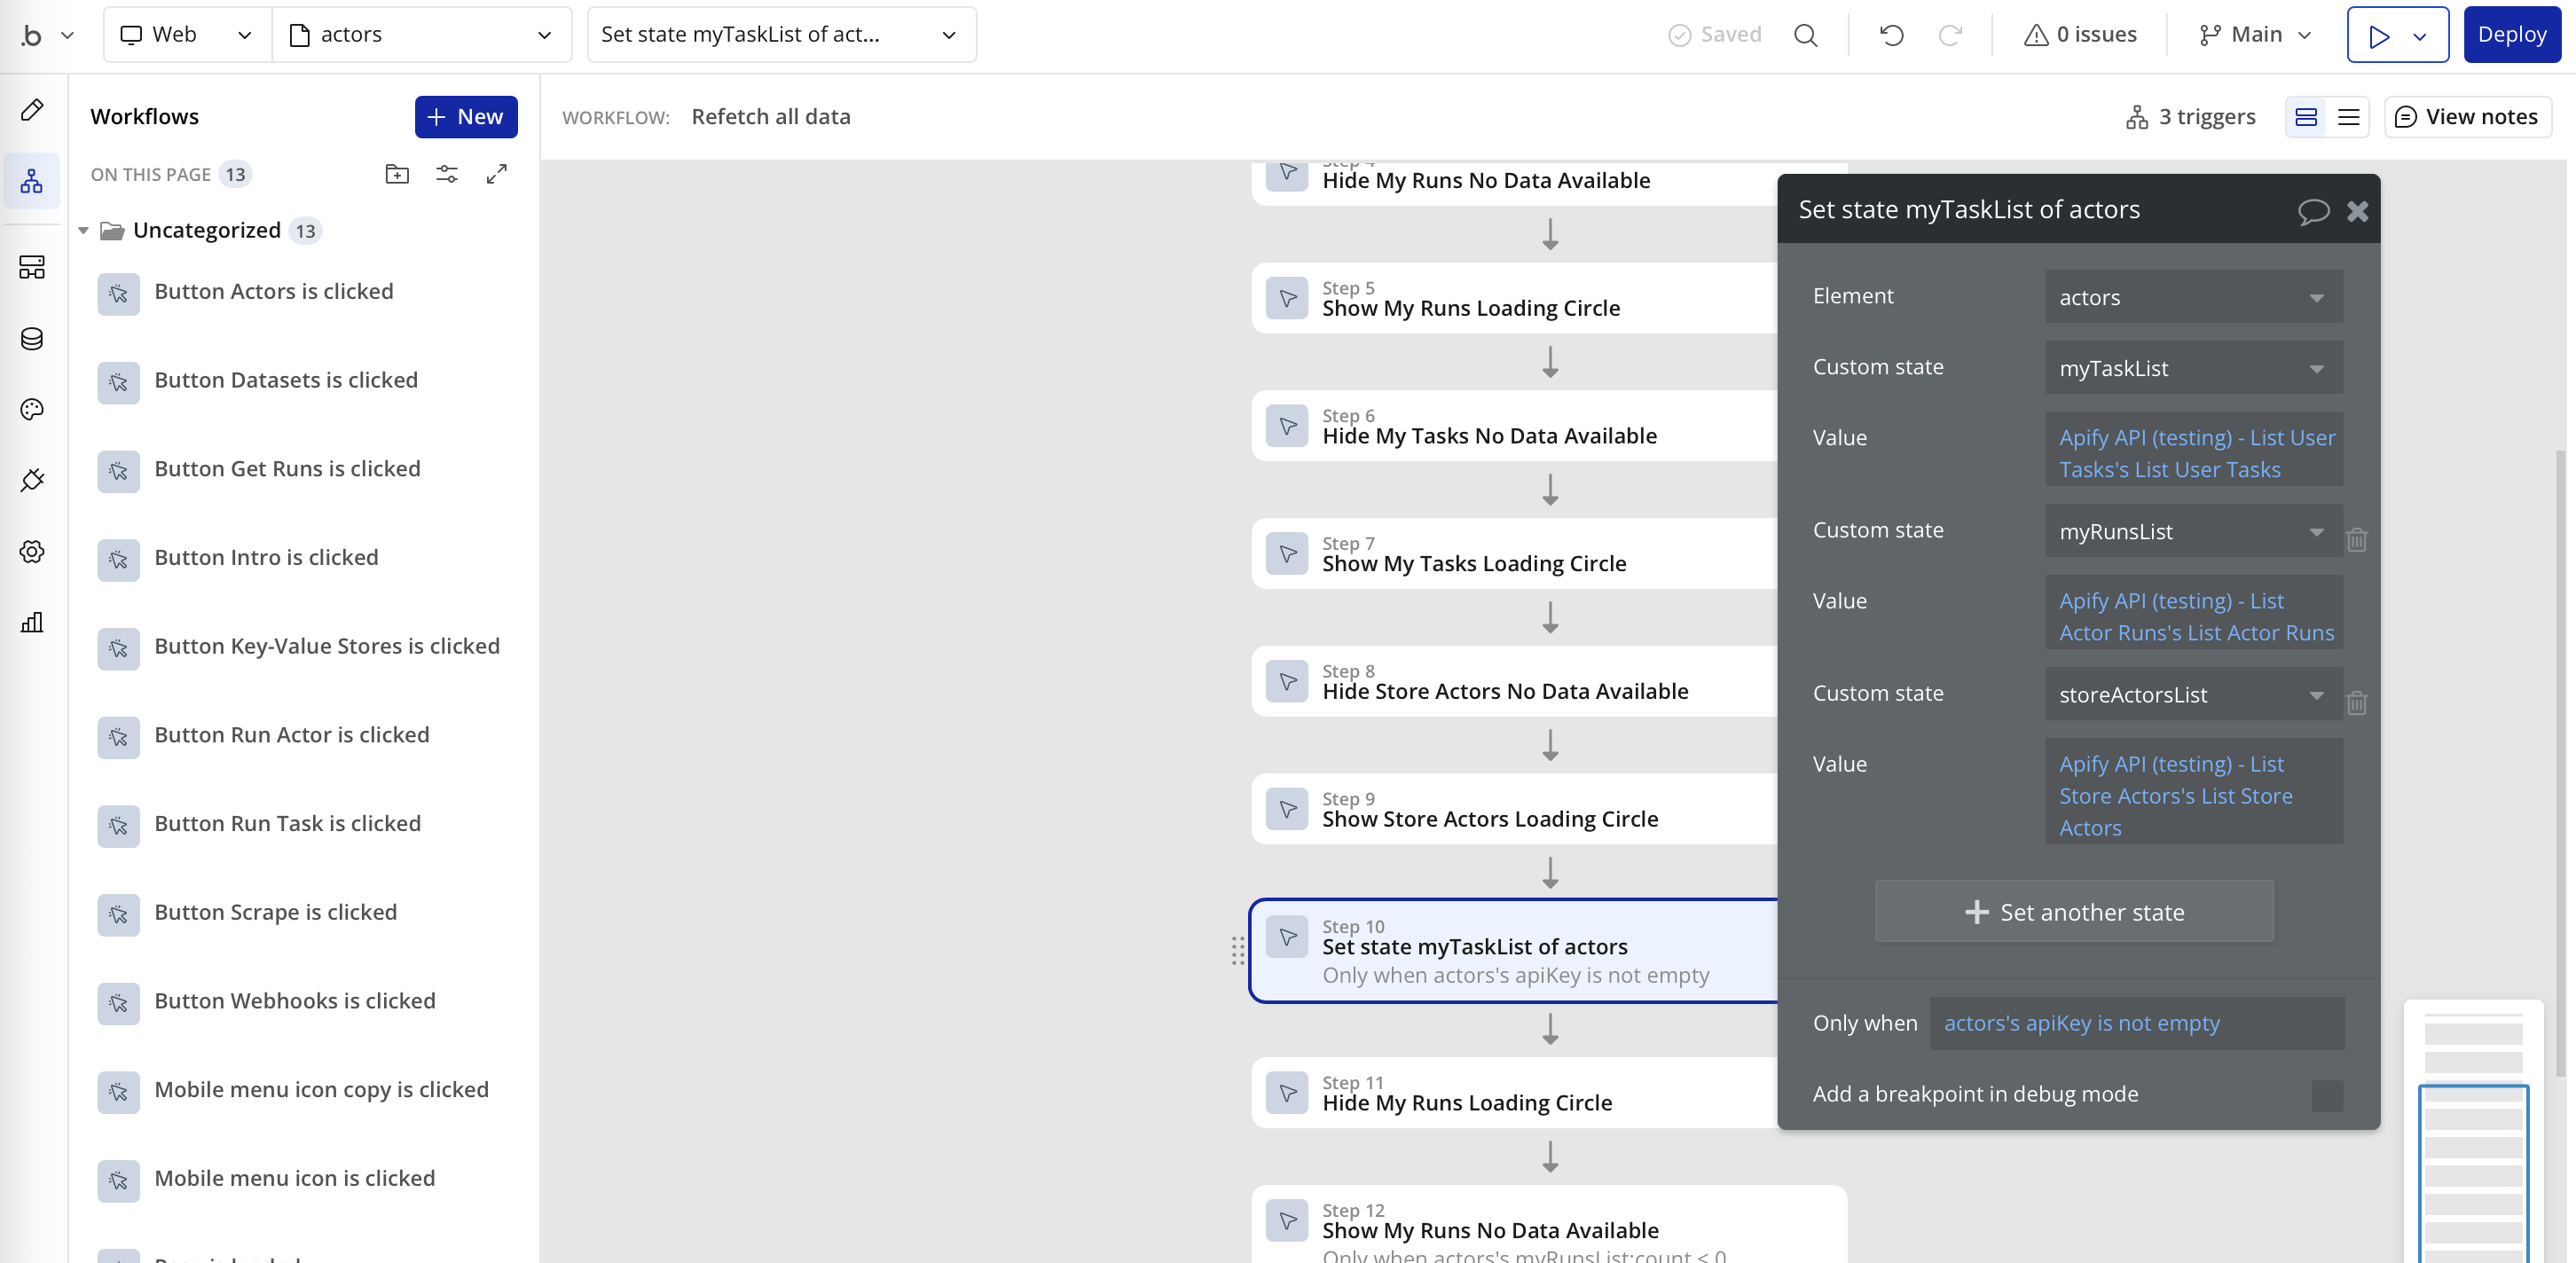 .b
Web
actors
Set state myTaskList of act...
Saved
0 issues
Main
Deploy
Workflows
+ New
ON THIS PAGE 13
Uncategorized 13
Button Actors is clicked
Button Datasets is clicked
Button Get Runs is clicked
Button Intro is clicked
Button Key-Value Stores is clicked
Button Run Actor is clicked
Button Run Task is clicked
Button Scrape is clicked
Button Webhooks is clicked
Mobile menu icon copy is clicked
Mobile menu icon is clicked
WORKFLOW: Refetch all data
3 triggers
View notes
Step 4
Hide My Runs No Data Available
Step 5
Show My Runs Loading Circle
Step 6
Hide My Tasks No Data Available
Step 7
Show My Tasks Loading Circle
Step 8
Hide Store Actors No Data Available
Step 9
Show Store Actors Loading Circle
Step 10
Set state myTaskList of actors
Only when actors's apiKey is not empty
Step 11
Hide My Runs Loading Circle
Step 12
Show My Runs No Data Available
Only when actors's myRunsList:count < 0
Set state myTaskList of actors
Element
actors
Custom state
myTaskList
Value
Apify API (testing) - List User
Tasks's List User Tasks
Custom state
myRunsList
Value
Apify API (testing) - List
Actor Runs's List Actor Runs
Custom state
storeActorsList
Value
Apify API (testing) - List
Store Actors's List Store
Actors
+ Set another state
Only when
actors's apiKey is not empty
Add a breakpoint in debug mode